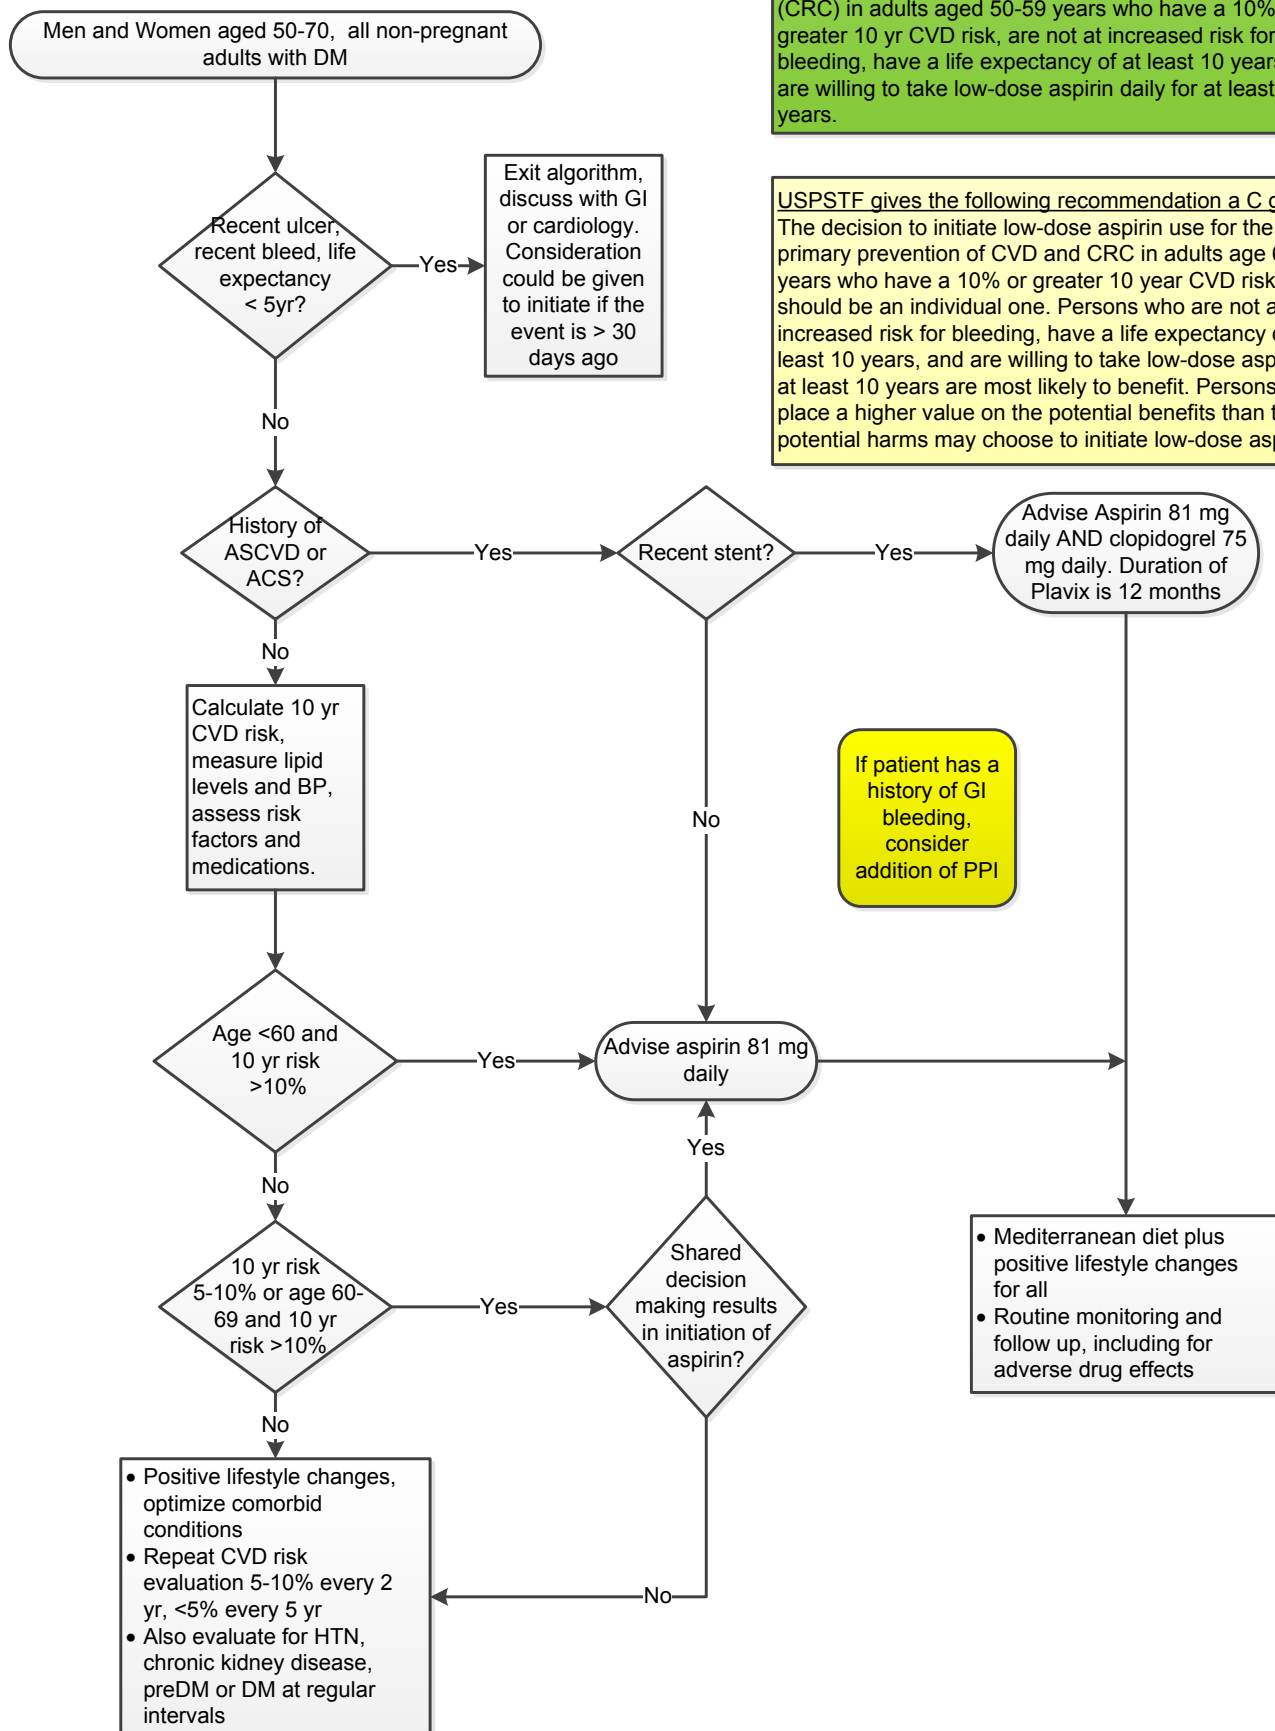 Men and Women aged 50-70, all non-pregnant
adults with DM
(CRC) in adults aged 50-59 years who have a 10%
greater 10 yr CVD risk, are not at increased risk for
bleeding, have a life expectancy of at least 10 years
are willing to take low-dose aspirin daily for at least
years.
Recent ulcer,
recent bleed, life
expectancy
< 5yr?
Yes
Exit algorithm,
discuss with GI
or cardiology.
Consideration
could be given
to initiate if the
event is > 30
days ago
USPSTF gives the following recommendation a C
The decision to initiate low-dose aspirin use for the
primary prevention of CVD and CRC in adults age
years who have a 10% or greater 10 year CVD risk
should be an individual one. Persons who are not
increased risk for bleeding, have a life expectancy
least 10 years, and are willing to take low-dose
at least 10 years are most likely to benefit. Persons
place a higher value on the potential benefits than
potential harms may choose to initiate low-dose
No
History of
ASCVD or
ACS?
Yes
Recent stent?
Yes
Advise Aspirin 81 mg
daily AND clopidogrel 75
mg daily. Duration of
Plavix is 12 months
No
Calculate 10 yr
CVD risk,
measure lipid
levels and BP,
assess risk
factors and
medications.
No
If patient has a
history of GI
bleeding,
consider
addition of PPI
Age <60 and
10 yr risk
>10%
Yes
Advise aspirin 81 mg
daily
Yes
No
10 yr risk
5-10% or age 60-
69 and 10 yr
risk >10%
Yes
Shared
decision
making results
in initiation of
aspirin?
• Mediterranean diet plus
positive lifestyle changes
for all
• Routine monitoring and
follow up, including for
adverse drug effects
No
• Positive lifestyle changes,
optimize comorbid
conditions
• Repeat CVD risk
evaluation 5-10% every 2
yr, <5% every 5 yr
• Also evaluate for HTN,
chronic kidney disease,
preDM or DM at regular
intervals
No